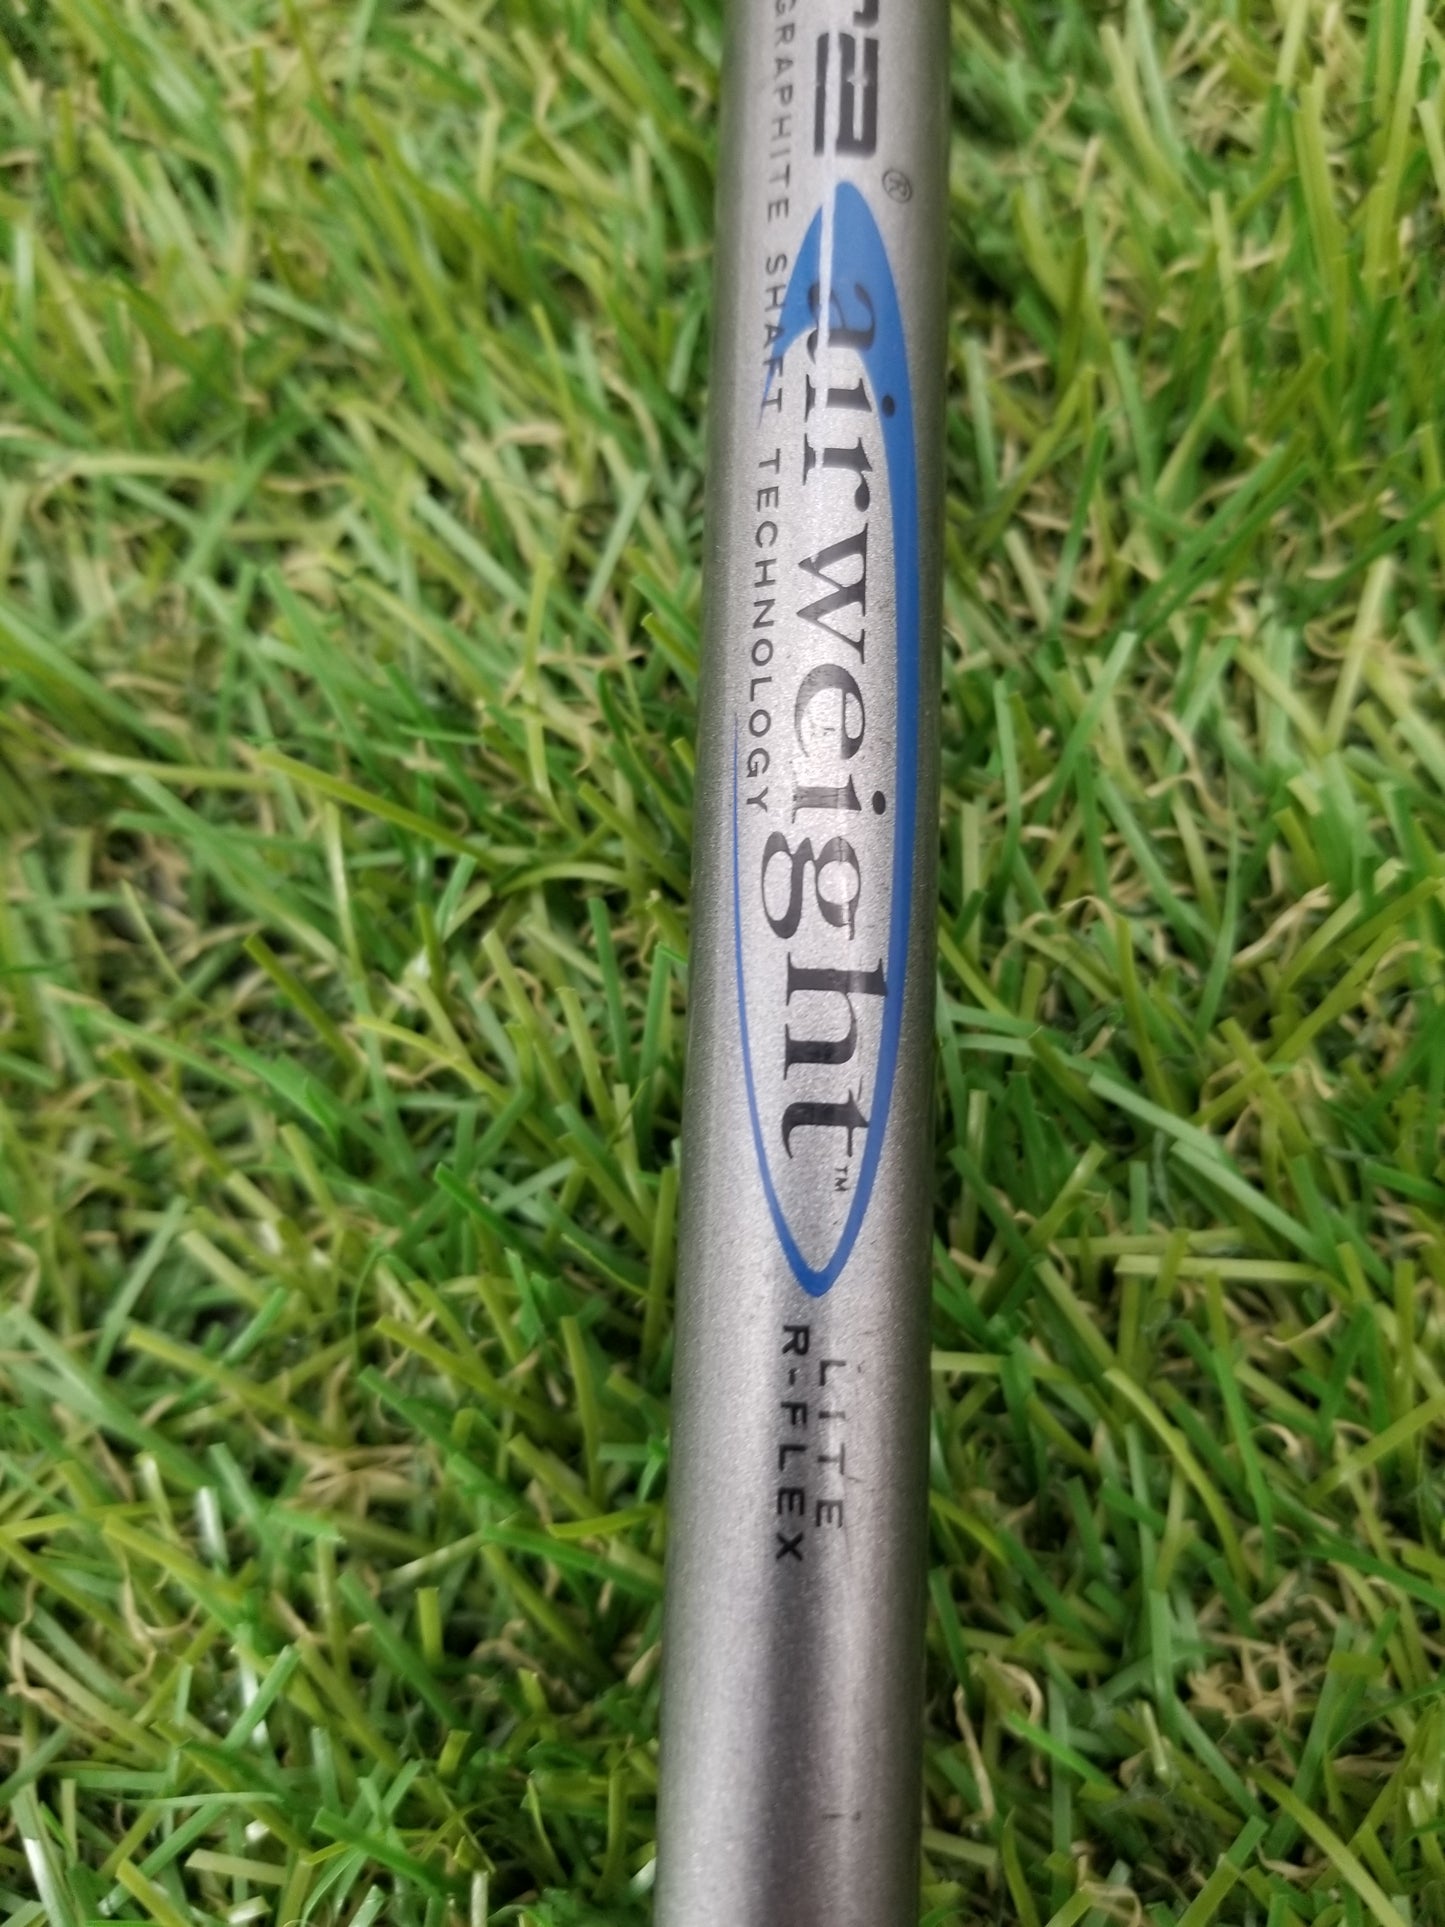 ®
GRAPHITE SHAFT TECHNOLOGY
airweight™
LITE
R-FLEX